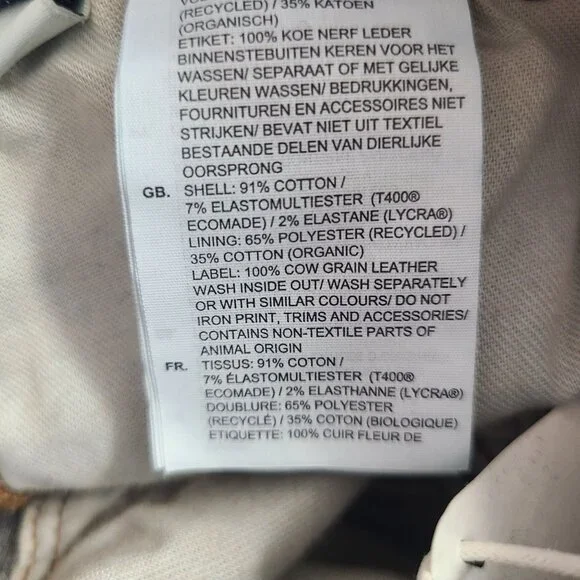 (RECYCLED) / 35% KATOEN
(ORGANISCH)
ETIKET: 100% KOE NERF LEDER
BINNENSTEBUITEN KEREN VOOR HET
WASSEN/ SEPARAAT OF MET GELIJKE
KLEUREN WASSEN/ BEDRUKKINGEN,
FOURNITUREN EN ACCESSOIRES NIET
STRIJKEN/ BEVAT NIET UIT TEXTIEL
BESTAANDE DELEN VAN DIERLIJKE
OORSPRONG
GB. SHELL: 91% COTTON /
7% ELASTOMULTIESTER (T400®
ECOMADE) / 2% ELASTANE (LYCRA®)
LINING: 65% POLYESTER (RECYCLED) /
35% COTTON (ORGANIC)
LABEL: 100% COW GRAIN LEATHER
WASH INSIDE OUT/ WASH SEPARATELY
OR WITH SIMILAR COLOURS/ DO NOT
IRON PRINT, TRIMS AND ACCESSORIES/
CONTAINS NON-TEXTILE PARTS OF
ANIMAL ORIGIN
FR. TISSUS: 91% COTON /
7% ÉLASTOMULTIESTER (T400®
ECOMADE) / 2% ELASTHANNE (LYCRA®)
DOUBLURE: 65% POLYESTER
(RECYCLÉ) / 35% COTON (BIOLOGIQUE)
ETIQUETTE: 100% CUIR FLEUR DE